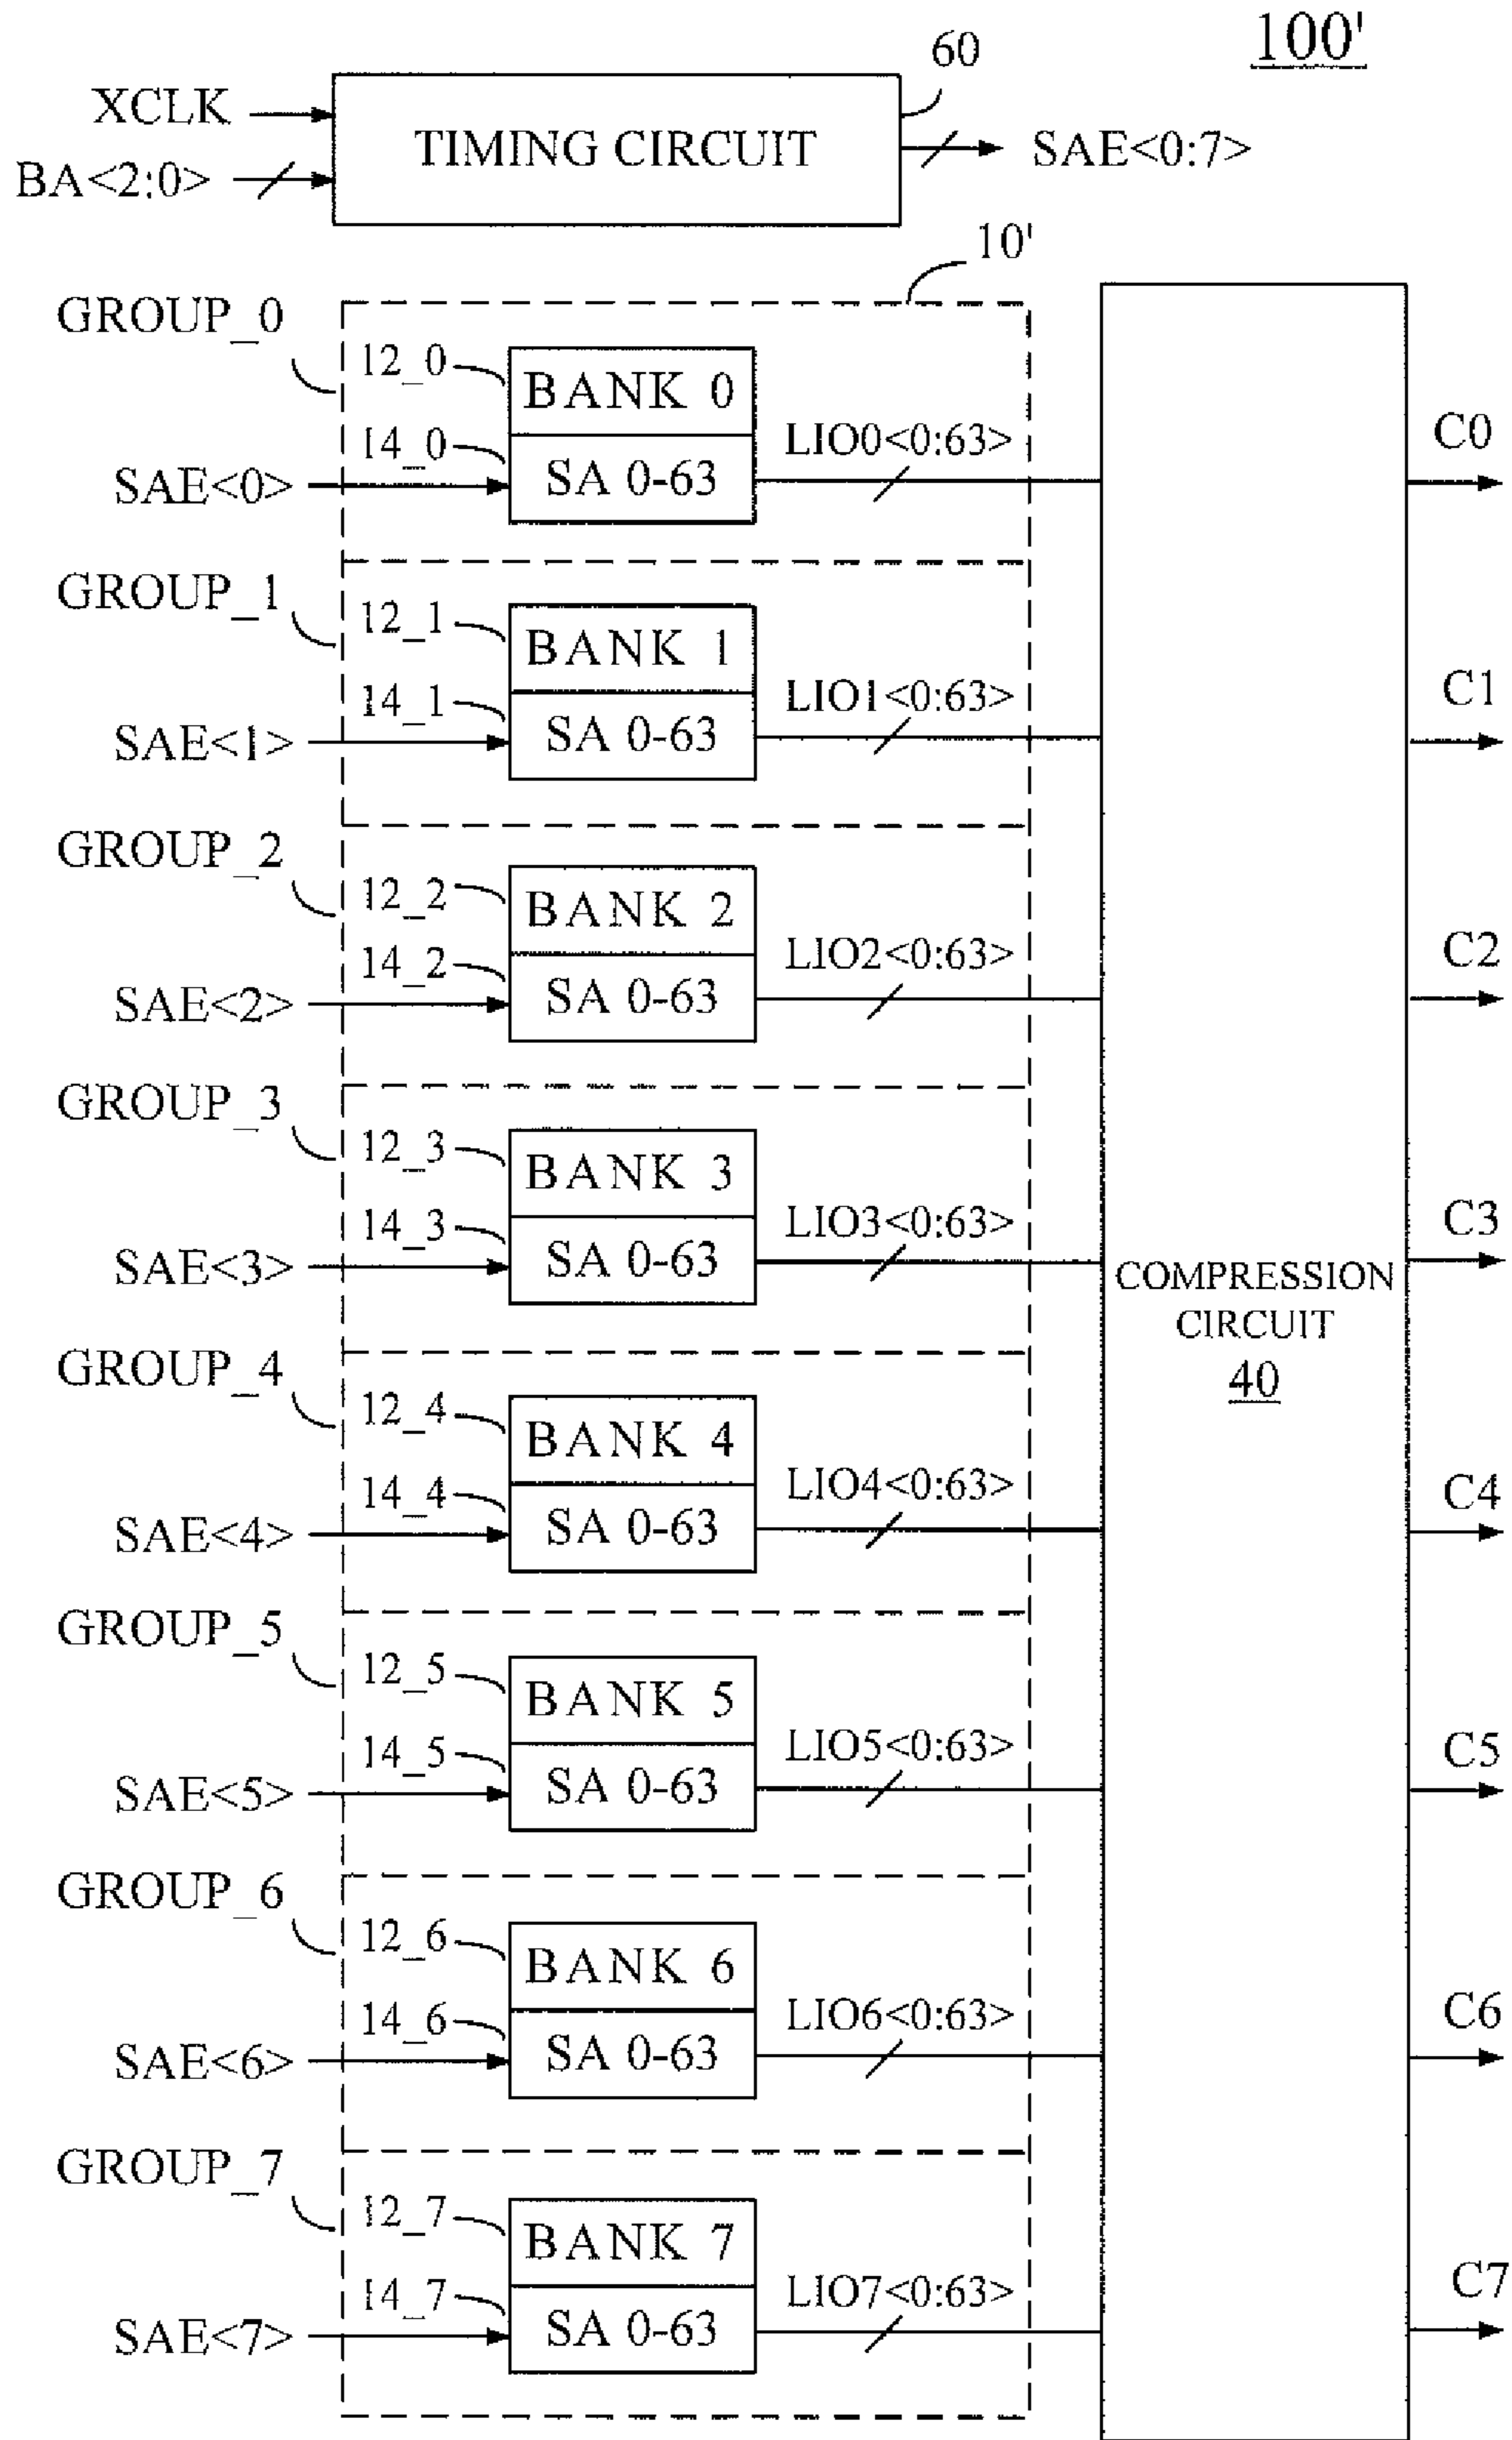 100'
60
XCLK
TIMING CIRCUIT
SAE<0:7>
BA<2:0>
10'
GROUP_0
12_0
BANK 0
14_0
LIO0<0:63>
C0
SAE<0>
SA 0-63
GROUP_1
12_1
BANK 1
14_1
LIO1<0:63>
C1
SAE<1>
SA 0-63
GROUP_2
12_2
BANK 2
14_2
LIO2<0:63>
C2
SAE<2>
SA 0-63
GROUP_3
12_3
BANK 3
14_3
LIO3<0:63>
C3
SAE<3>
SA 0-63
COMPRESSION
CIRCUIT
40
GROUP_4
12_4
BANK 4
14_4
LIO4<0:63>
C4
SAE<4>
SA 0-63
GROUP_5
12_5
BANK 5
14_5
LIO5<0:63>
C5
SAE<5>
SA 0-63
GROUP_6
12_6
BANK 6
14_6
LIO6<0:63>
C6
SAE<6>
SA 0-63
GROUP_7
12_7
BANK 7
14_7
LIO7<0:63>
C7
SAE<7>
SA 0-63